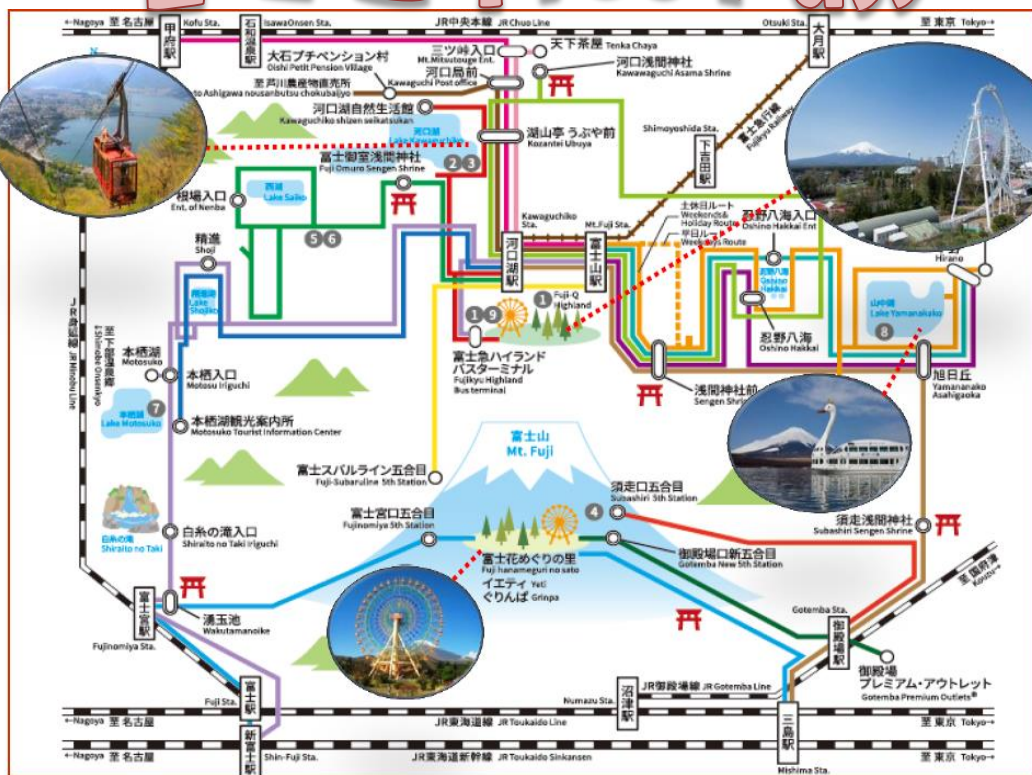 ←Nagoya 至 名古屋
甲府駅
Kofu Sta.
石和温泉駅
IsawaOnsen Sta.
JR中央本線 JR Chuo Line
Otsuki Sta.
大月駅
至 東京 Tokyo→
大石プチペンション村
Oishi Petit Pension Village
三ツ峠入口
Mt.Mitsutouge Ent.
天下茶屋 Tenka Chaya
至芦川農産物直売所
to Ashigawa nousanbutsu chokubaijyo
河口局前
Kawaguchi Post office
河口浅間神社
Kawawaguchi Asama Shrine
河口湖自然生活館
Kawaguchiko shizen seikatsukan
河口湖
Lake Kawaguchiko
湖山亭 うぶや前
Kozantei Ubuya
Shimoyoshida Sta.
下吉田駅
富士急行線
Fujikyu Railway
富士御室浅間神社
Fuji Omuro Sengen Shrine
2 3
根場入口
Ent. of Nenba
西湖
Lake Saiko
5 6
Kawaguchiko Sta.
河口湖駅
Mt.Fuji Sta.
富士山駅
土休日ルート
Weekends& Holiday Route
平日ルー
Weekdays Route
忍野八海入口
Oshino Hakkai Ent
忍野八海
Hakkai
Hirano
精進
Shoji
Lake Shojiko
山中湖
Lake Yamanakako
8
忍野八海
Oshino Hakkai
1
Fuji-Q Highland
1 9
富士急ハイランド
バスターミナル
Fujikyu Highland
Bus terminal
浅間神社前
Sengen Shrin
旭日丘
Yamananako
Asahigaoka
JR身延線 JR Minobu Line
至下部温泉郷
↓Shimobe Onsenkyo
本栖湖
Motosuko
本栖入口
Motosu Iriguchi
本栖湖
Lake Motosuko
7
本栖湖観光案内所
Motosuko Tourist Information Center
富士山
Mt. Fuji
富士スバルライン五合目
Fuji-Subaruline 5th Station
富士宮口五合目
Fujinomiya 5th Station
須走口五合目
Subashiri 5th Station
4
須走浅間神社
Subashiri Sengen Shrine
白糸の滝
Shiraito no Taki
白糸の滝入口
Shiraito no Taki Iriguchi
富士花めぐりの里
Fuji hanameguri no sato
イエティ Yeti
ぐりんぱ Grinpa
御殿場口新五合目
Gotemba New 5th Station
至 国府津
Kouzu→
富士宮駅
Fujinomiya Sta.
湧玉池
Wakutamanoike
Gotemba Sta.
御殿場駅
御殿場
プレミアム・アウトレット
Gotemba Premium Outlets®
富士駅
Fuji Sta.
Numazu Sta.
沼津駅
JR御殿場線 JR Gotemba Line
←Nagoya 至 名古屋
JR東海道線 JR Toukaido Line
至 東京 Tokyo→
三島駅
←Nagoya 至 名古屋
新富士駅
Shin-Fuji Sta.
JR東海道新幹線 JR Toukaido Sinkansen
Mishima Sta.
至 東京 Tokyo→